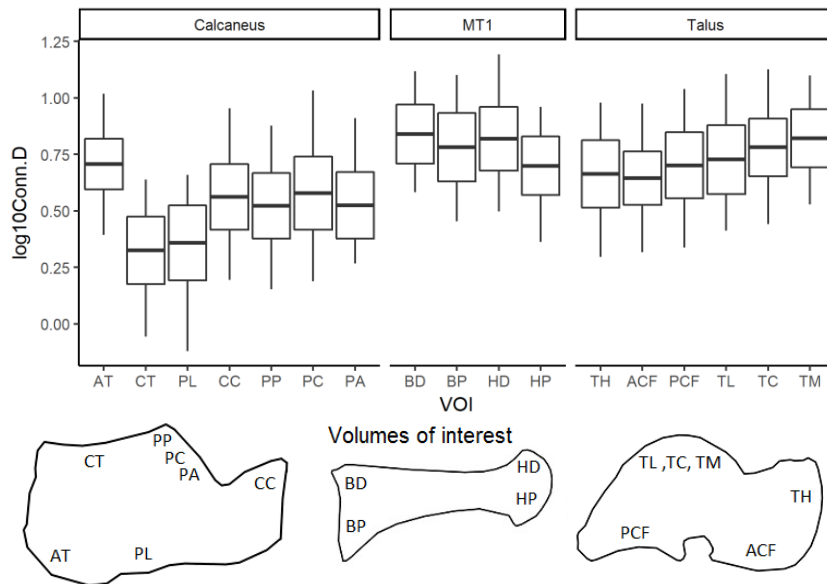 Calcaneus MT1 Talus
1.25
1.00
0.75
0.50
0.25
0.00
log10Conn.D
AT CT PL CC PP PC PA BD BP HD HP TH ACF PCF TL TC TM
VOI
Volumes of interest
CT PP PC PA CC AT PL
BD HD BP HP
TL ,TC, TM TH PCF ACF